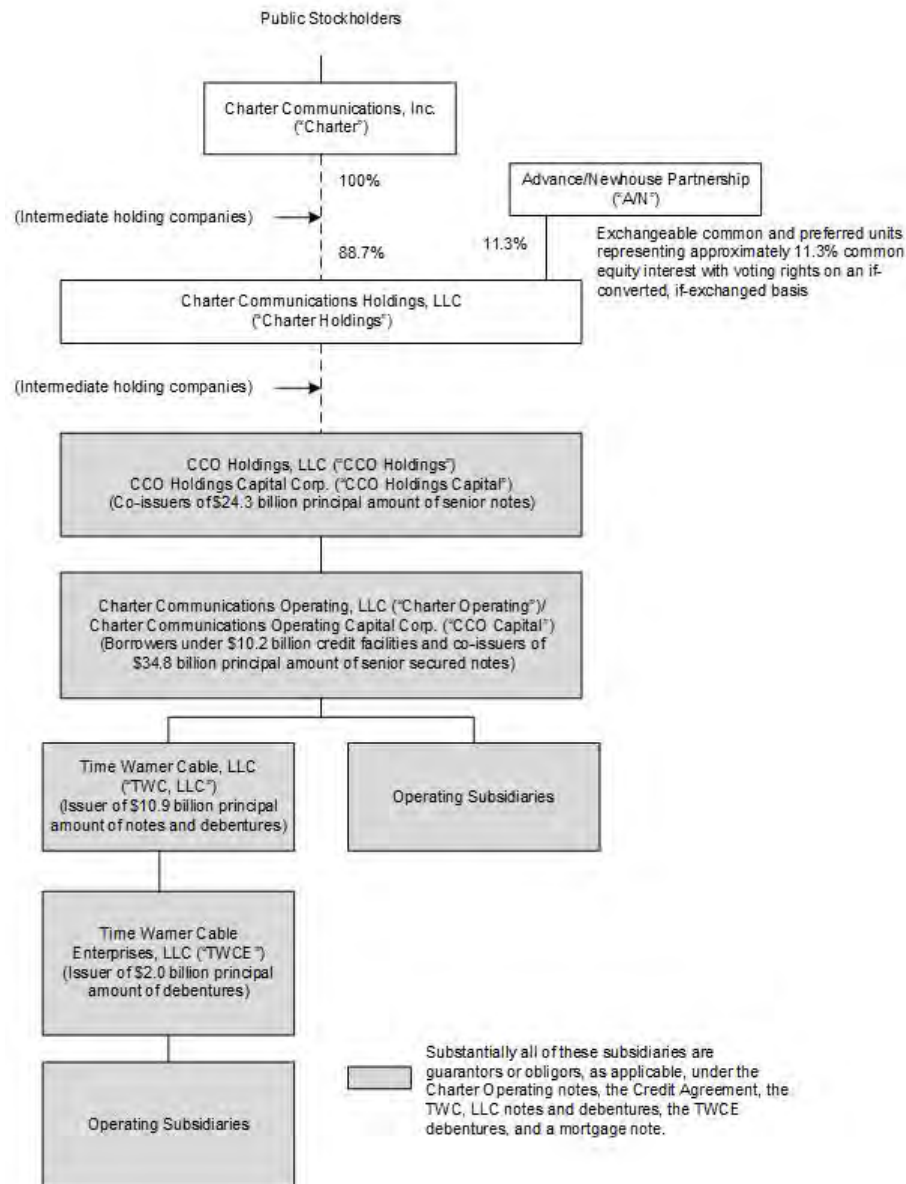 Public Stockholders
Charter Communications, Inc.
("Charter")
100%
(Intermediate holding companies)
88.7%
Advance/Newhouse Partnership
("A/N")
11.3%
Exchangeable common and preferred units
representing approximately 11.3% common
equity interest with voting rights on an if-
converted, if-exchanged basis
Charter Communications Holdings, LLC
("Charter Holdings")
(Intermediate holding companies)
CCO Holdings, LLC ("CCO Holdings")
CCO Holdings Capital Corp. ("CCO Holdings Capital")
(Co-issuers of $24.3 billion principal amount of senior notes)
Charter Communications Operating, LLC ("Charter Operating")/
Charter Communications Operating Capital Corp. ("CCO Capital")
(Borrowers under $10.2 billion credit facilities and co-issuers of
$34.8 billion principal amount of senior secured notes)
Time Warner Cable, LLC
("TWC, LLC")
(Issuer of $10.9 billion principal
amount of notes and debentures)
Operating Subsidiaries
Time Warner Cable
Enterprises, LLC ("TWCE")
(Issuer of $2.0 billion principal
amount of debentures)
Operating Subsidiaries
Substantially all of these subsidiaries are
guarantors or obligors, as applicable, under the
Charter Operating notes, the Credit Agreement, the
TWC, LLC notes and debentures, the TWCE
debentures, and a mortgage note.